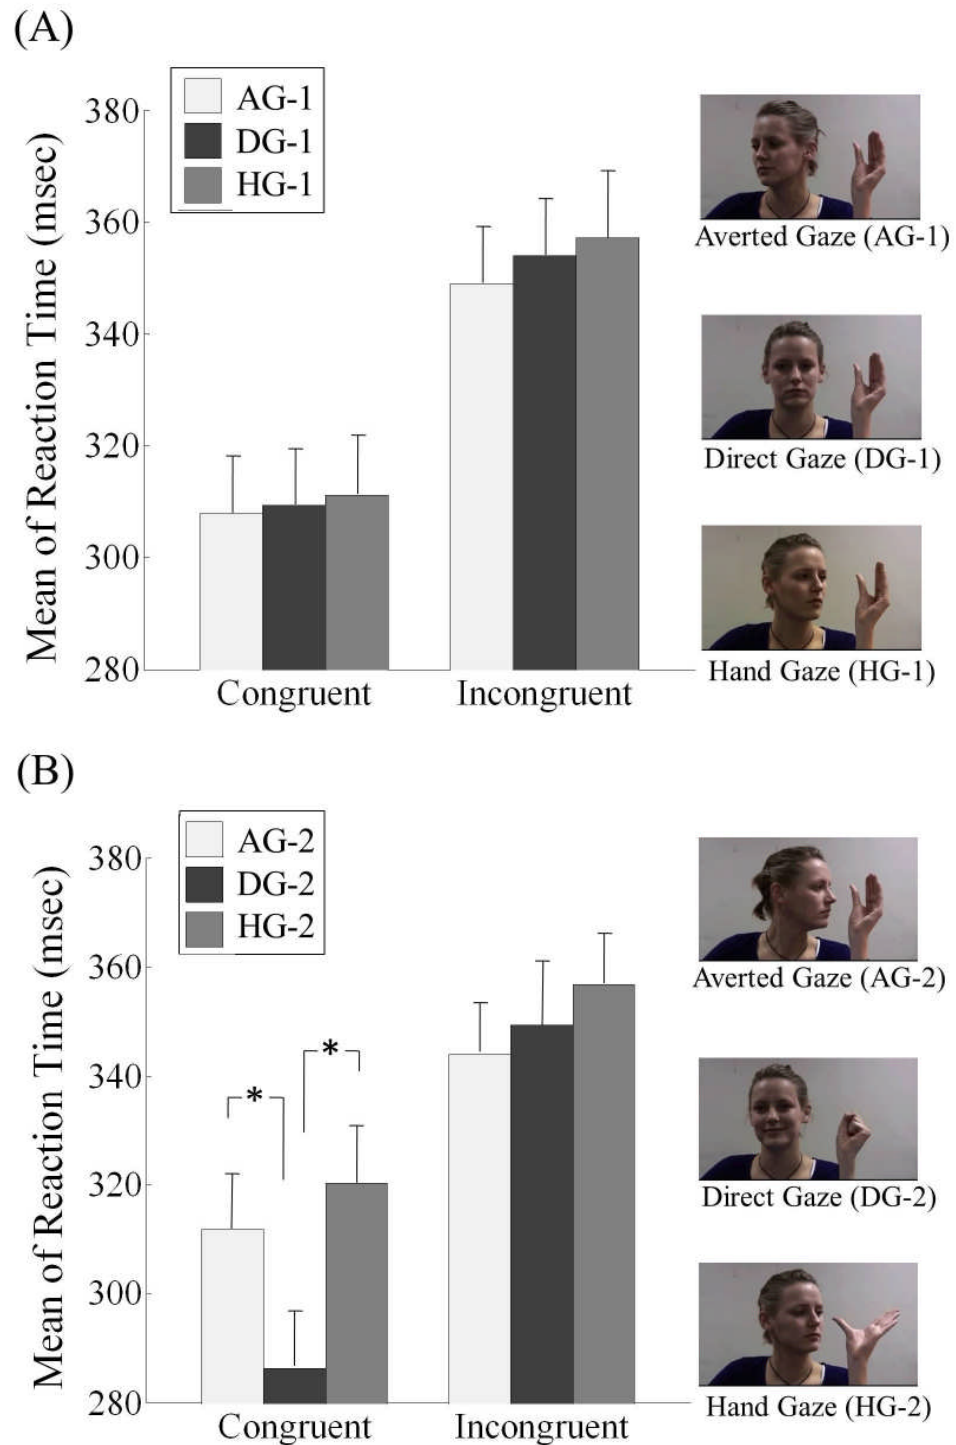 (A)
AG-1
DG-1
HG-1
380
360
340
320
300
280
Mean of Reaction Time (msec)
Congruent
Incongruent
Averted Gaze (AG-1)
Direct Gaze (DG-1)
Hand Gaze (HG-1)
(B)
AG-2
DG-2
HG-2
380
360
340
320
300
280
Mean of Reaction Time (msec)
*
*
Congruent
Incongruent
Averted Gaze (AG-2)
Direct Gaze (DG-2)
Hand Gaze (HG-2)